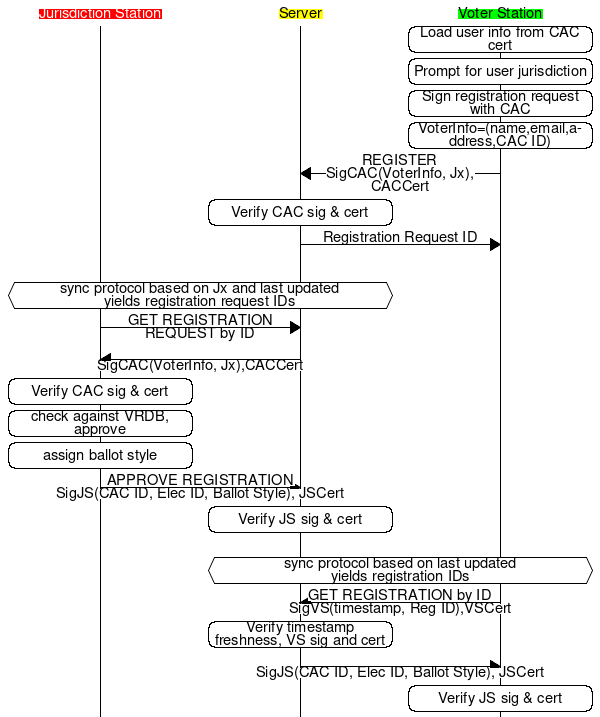 Jurisdiction Station
Server
Voter Station
Load user info from CAC
cert
Prompt for user jurisdiction
Sign registration request
with CAC
VoterInfo=(name,email,a-
ddress,CAC ID)
REGISTER
SigCAC(VoterInfo, Jx),
CACCert
Verify CAC sig & cert
Registration Request ID
sync protocol based on Jx and last updated
yields registration request IDs
GET REGISTRATION
REQUEST by ID
SigCAC(VoterInfo, Jx),CACCert
Verify CAC sig & cert
check against VRDB,
approve
assign ballot style
APPROVE REGISTRATION
SigJS(CAC ID, Elec ID, Ballot Style), JSCert
Verify JS sig & cert
sync protocol based on last updated
yields registration IDs
GET REGISTRATION by ID
SigVS(timestamp, Reg ID),VSCert
Verify timestamp
freshness, VS sig and cert
SigJS(CAC ID, Elec ID, Ballot Style), JSCert
Verify JS sig & cert